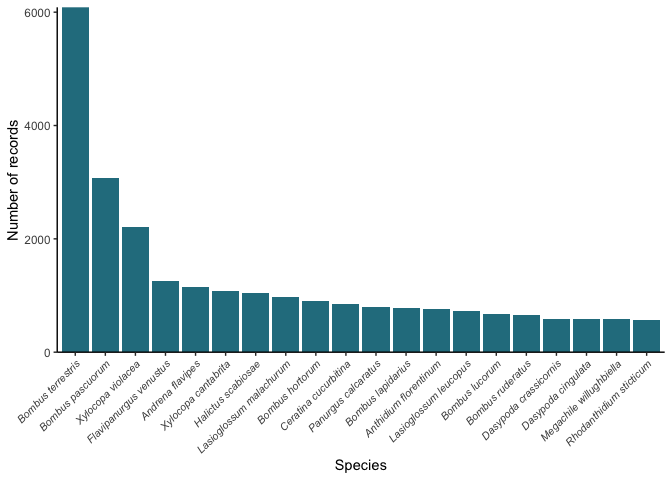 6000
4000
2000
0
Number of records
Bombus terrestris
Bombus pascuorum
Xylocopa violacea
Flavipanurgus venustus
Andrena flavipes
Xylocopa cantabrita
Halictus scabiosae
Lasioglossum malachurum
Bombus hortorum
Ceratina cucurbitina
Panurgus calcaratus
Bombus lapidarius
Anthidium florentinum
Lasioglossum leucopus
Bombus lucorum
Bombus ruderatus
Dasypoda crassicornis
Dasypoda cingulata
Megachile willughbiella
Rhodanthidium sticticum
Species